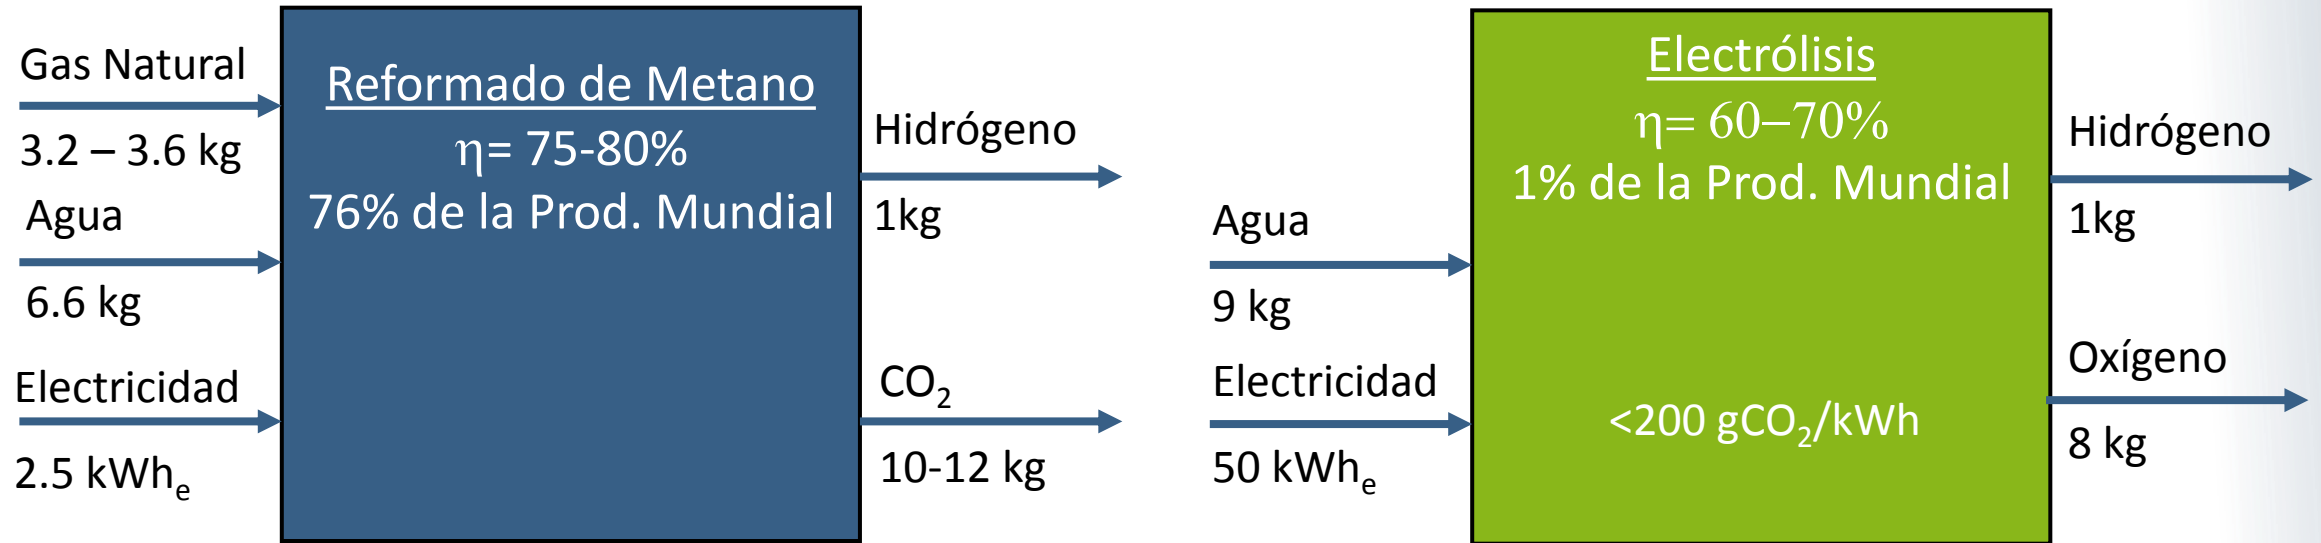 Gas Natural
3.2 – 3.6 kg
Agua
6.6 kg
Electricidad
2.5 kWhe
Reformado de Metano
η= 75-80%
76% de la Prod. Mundial
Hidrógeno
1kg
CO2
10-12 kg
Agua
9 kg
Electricidad
50 kWhe
Electrólisis
η= 60–70%
1% de la Prod. Mundial
<200 gCO2/kWh
Hidrógeno
1kg
Oxígeno
8 kg